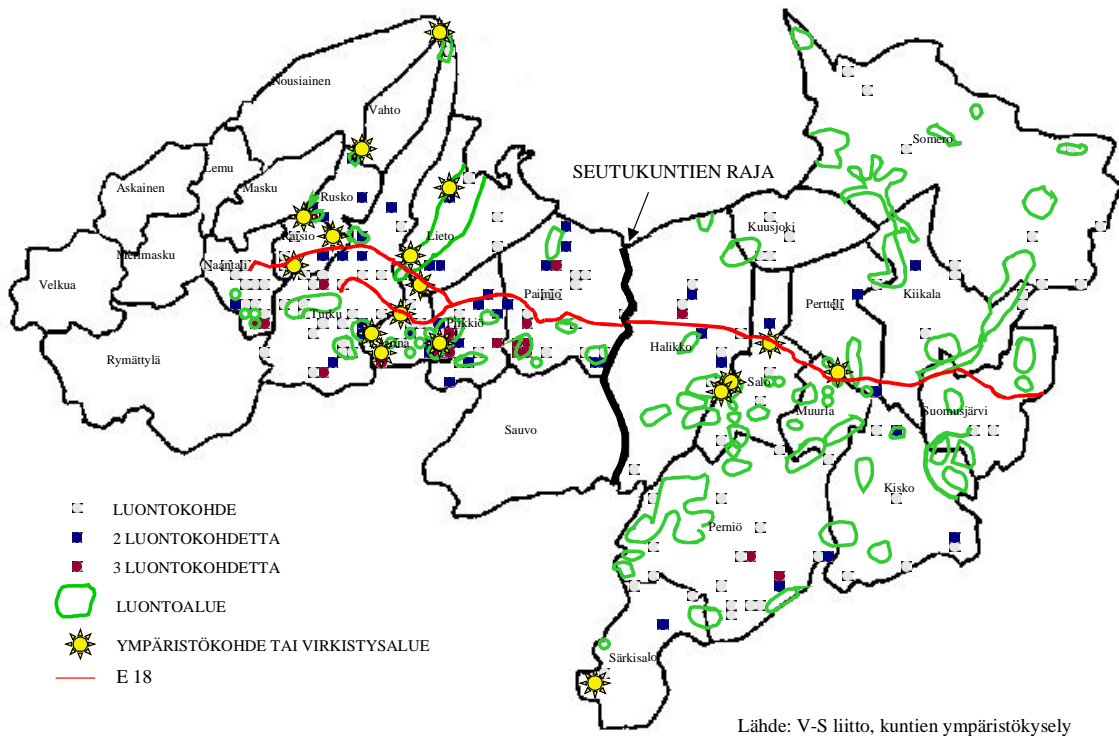 Nousiainen
Vahto
Somero
Lemu
SEUTUKUNTIEN RAJA
Askainen
Masku
Rusko
Kuusjoki
Raisio
Lieto
Merimasku
Naantali
Velkua
Paimio
Pertteli
Kiikala
Turku
Piikkiö
Rymättylä
Halikko
Salo
Muurla
Suomusjärvi
Sauvo
Kisko
Perniö
LUONTOKOHDE
2 LUONTOKOHDETTA
3 LUONTOKOHDETTA
LUONTOALUE
YMPÄRISTÖKOHDE TAI VIRKISTYSALUE
Särkisalo
E 18
Lähde: V-S liitto, kuntien ympäristökysely